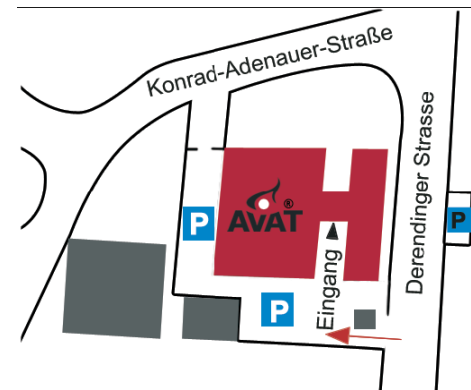 Konrad-Adenauer-Straße
Derendinger Strasse
P
AVAT®
P
P
Eingang